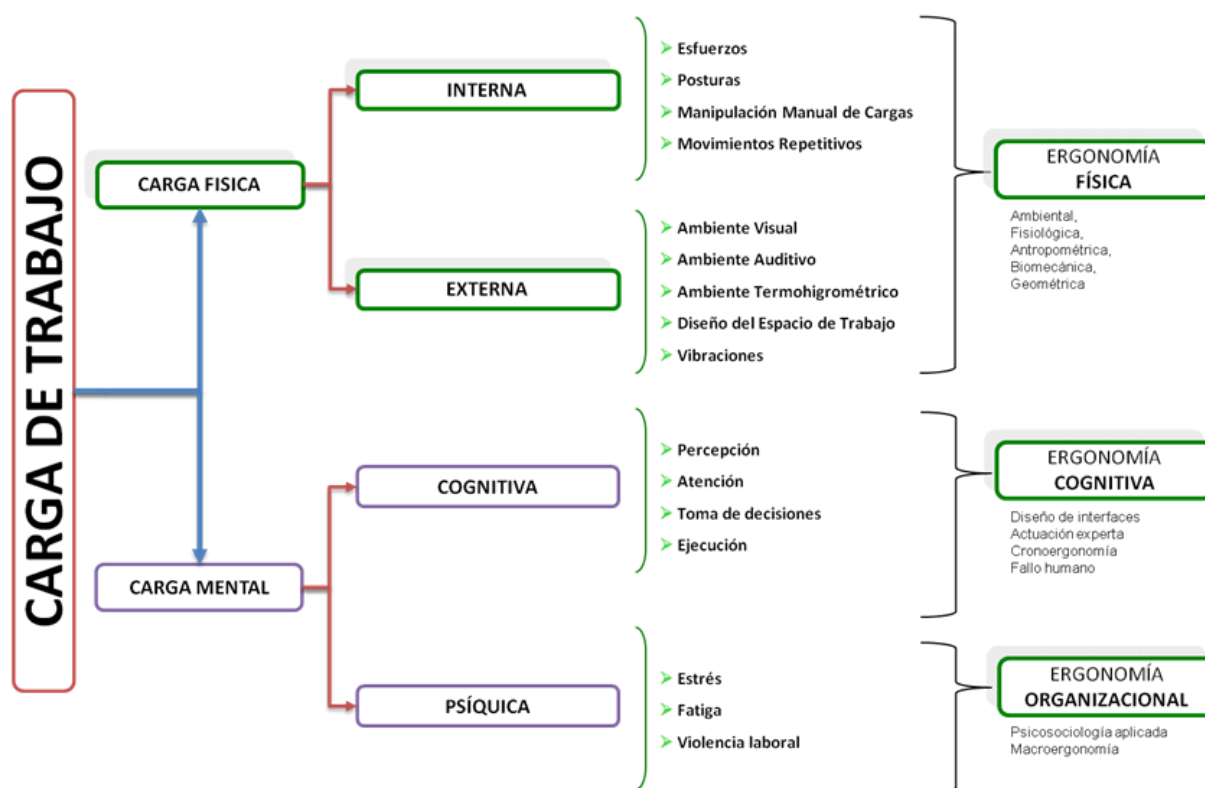 CARGA DE TRABAJO
CARGA FISICA
INTERNA
Esfuerzos
Posturas
Manipulación Manual de Cargas
Movimientos Repetitivos
EXTERNA
Ambiente Visual
Ambiente Auditivo
Ambiente Termohigrométrico
Diseño del Espacio de Trabajo
Vibraciones
ERGONOMÍA
FÍSICA
Ambiental,
Fisiológica,
Antropométrica,
Biomecánica,
Geométrica
CARGA MENTAL
COGNITIVA
Percepción
Atención
Toma de decisiones
Ejecución
ERGONOMÍA
COGNITIVA
Diseño de interfaces
Actuación experta
Cronoergonomía
Fallo humano
PSÍQUICA
Estrés
Fatiga
Violencia laboral
ERGONOMÍA
ORGANIZACIONAL
Psicosociología aplicada
Macroergonomía